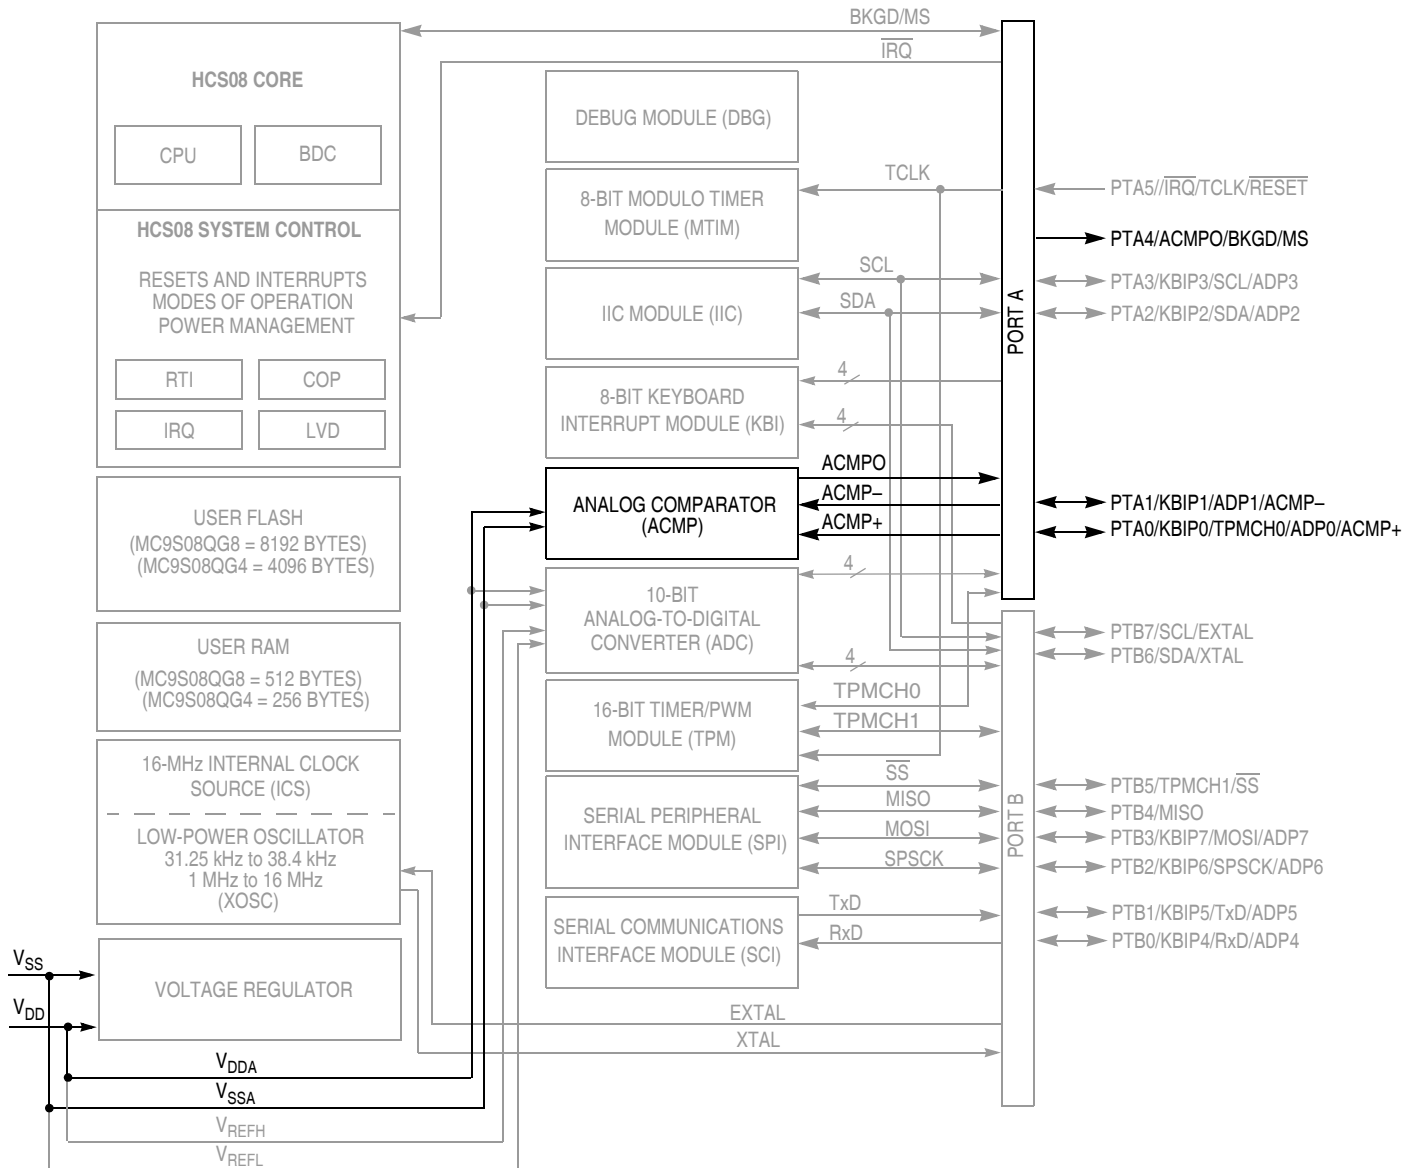 BKGD/MS
IRQ
HCS08 CORE
CPU
BDC
HCS08 SYSTEM CONTROL
RESETS AND INTERRUPTS
MODES OF OPERATION
POWER MANAGEMENT
RTI
COP
IRQ
LVD
USER FLASH
(MC9S08QG8 = 8192 BYTES)
(MC9S08QG4 = 4096 BYTES)
USER RAM
(MC9S08QG8 = 512 BYTES)
(MC9S08QG4 = 256 BYTES)
16-MHz INTERNAL CLOCK
SOURCE (ICS)
LOW-POWER OSCILLATOR
31.25 kHz to 38.4 kHz
1 MHz to 16 MHz
(XOSC)
VSS
VDD
VOLTAGE REGULATOR
VDDA
VSSA
VREFH
VREFL
DEBUG MODULE (DBG)
8-BIT MODULO TIMER
MODULE (MTIM)
TCLK
IIC MODULE (IIC)
SCL
SDA
8-BIT KEYBOARD
INTERRUPT MODULE (KBI)
4
4
ANALOG COMPARATOR
(ACMP)
ACMPO
ACMP–
ACMP+
10-BIT
ANALOG-TO-DIGITAL
CONVERTER (ADC)
4
4
16-BIT TIMER/PWM
MODULE (TPM)
TPMCH0
TPMCH1
SERIAL PERIPHERAL
INTERFACE MODULE (SPI)
SS
MISO
MOSI
SPSCK
SERIAL COMMUNICATIONS
INTERFACE MODULE (SCI)
TxD
RxD
EXTAL
XTAL
PORT A
PORT B
PTA5//IRQ/TCLK/RESET
PTA4/ACMPO/BKGD/MS
PTA3/KBIP3/SCL/ADP3
PTA2/KBIP2/SDA/ADP2
PTA1/KBIP1/ADP1/ACMP–
PTA0/KBIP0/TPMCH0/ADP0/ACMP+
PTB7/SCL/EXTAL
PTB6/SDA/XTAL
PTB5/TPMCH1/SS
PTB4/MISO
PTB3/KBIP7/MOSI/ADP7
PTB2/KBIP6/SPSCK/ADP6
PTB1/KBIP5/TxD/ADP5
PTB0/KBIP4/RxD/ADP4